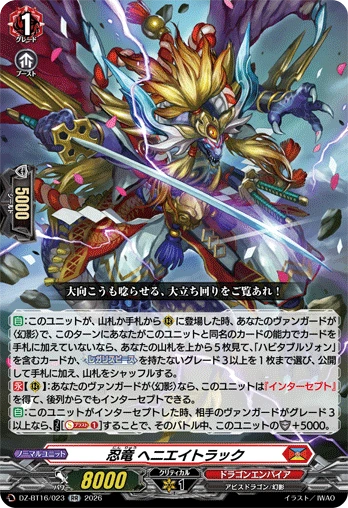 1
グレード
ブースト
5000
シールド
大向こうも唸らせる、大立ち回りをご覧あれ！
自:このユニットが、山札か手札からRに登場した時、あなたのヴァンガードが
〈幻影〉で、このターンにあなたがこのユニットと同名のカードの能力でカードを
手札に加えていないなら、あなたの山札を上から5枚見て、「ハピタブルゾーン」
を含むカードか、レガリスピースを持たないグレード3以上を1枚まで選び、公開
して手札に加え、山札をシャッフルする。
永R:あなたのヴァンガードが〈幻影〉なら、このユニットは『インターセプト』
を得て、後列からでもインターセプトできる。
自:このユニットがインターセプトした時、相手のヴァンガードがグレード3
以上なら、【コスト1】することで、そのバトル中、このユニットの+5000。
ノーマルユニット
にん りゅう
忍竜 ヘニエイトラック
パワー
8000
クリティカル
1
ドラゴンエンパイア
アビスドラゴン/幻影
DZ-BT16/023 RR 2026
イラスト/IWAO